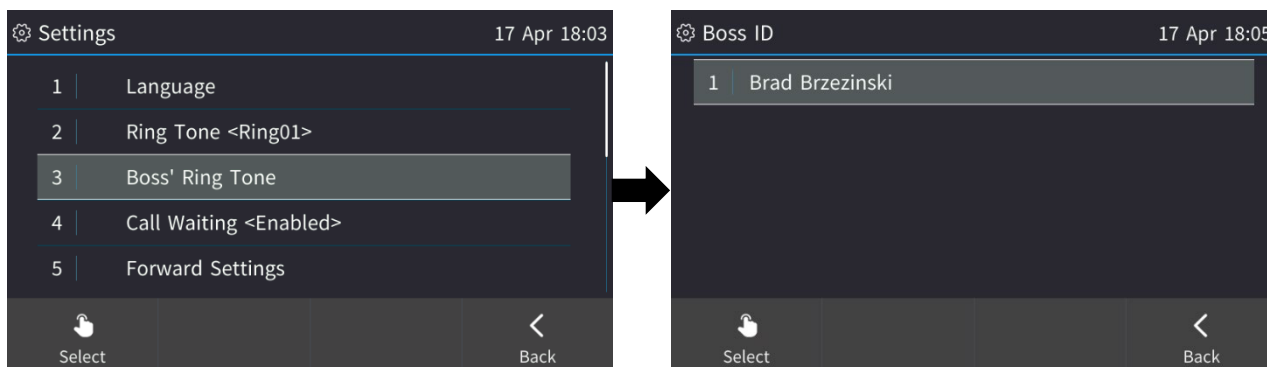 Settings 17 Apr 18:03
1 Language
2 Ring Tone <Ring01>
3 Boss' Ring Tone
4 Call Waiting <Enabled>
5 Forward Settings
Select Back
Boss ID 17 Apr 18:05
1 Brad Brzezinski
Select Back